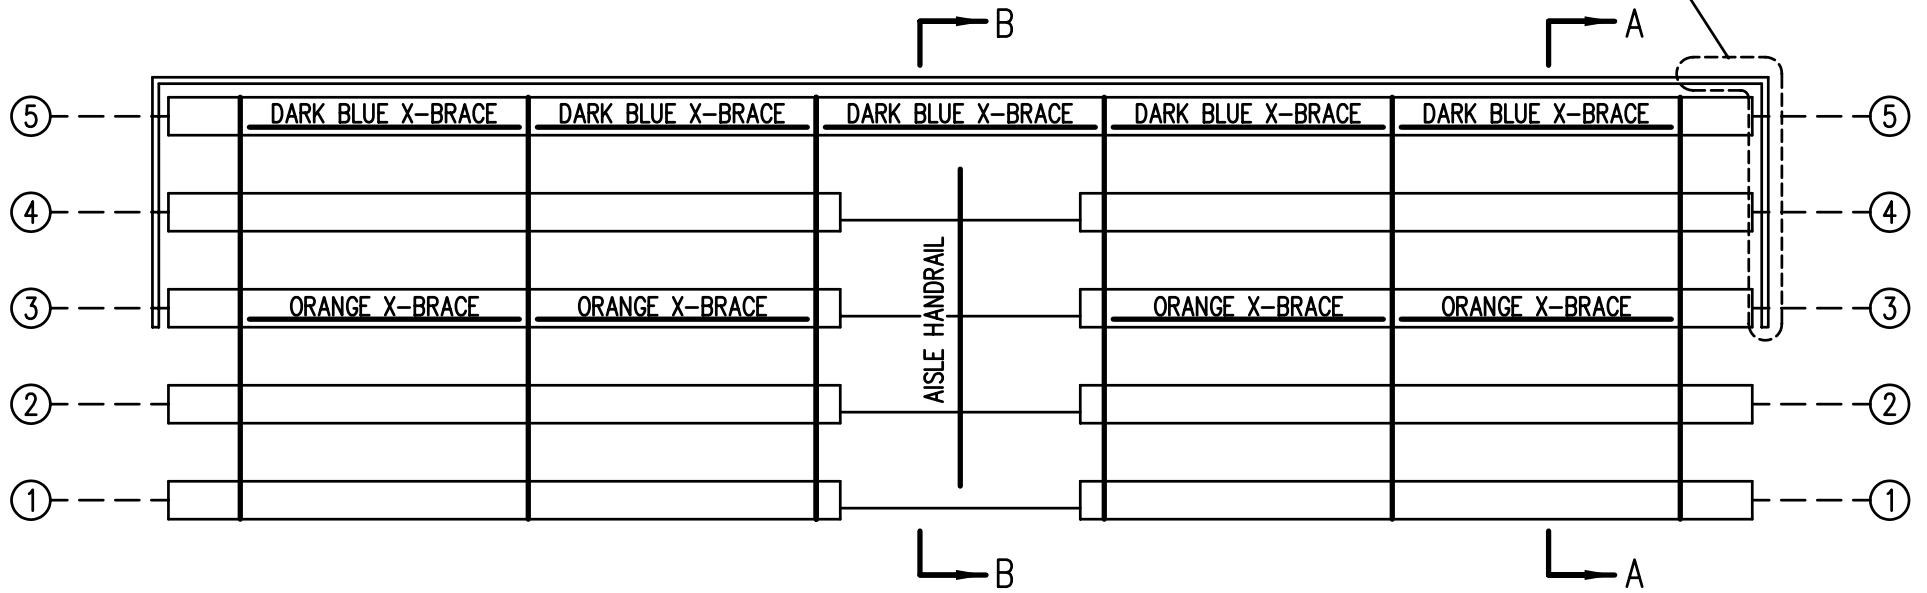 B A
5 DARK BLUE X-BRACE DARK BLUE X-BRACE DARK BLUE X-BRACE DARK BLUE X-BRACE DARK BLUE X-BRACE 5
4 4
AISLE HANDRAIL
3 ORANGE X-BRACE ORANGE X-BRACE ORANGE X-BRACE ORANGE X-BRACE 3
2 2
1 1
B A